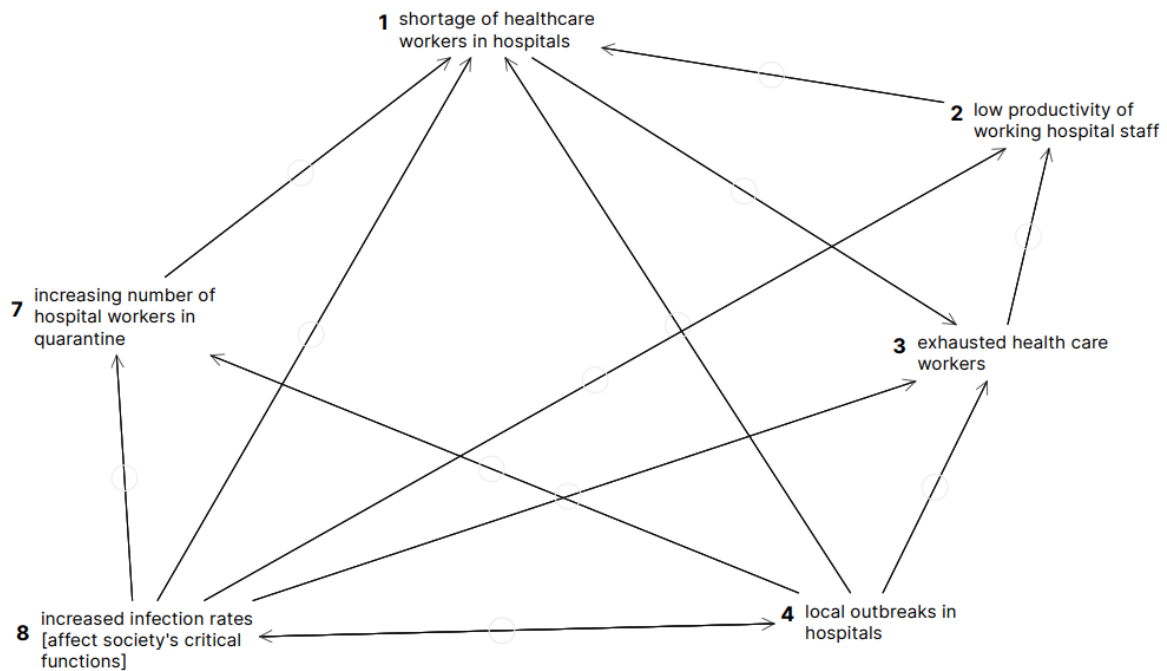 1 shortage of healthcare
workers in hospitals
2 low productivity of
working hospital staff
7 increasing number of
hospital workers in
quarantine
3 exhausted health care
workers
8 increased infection rates
[affect society's critical
functions]
4 local outbreaks in
hospitals